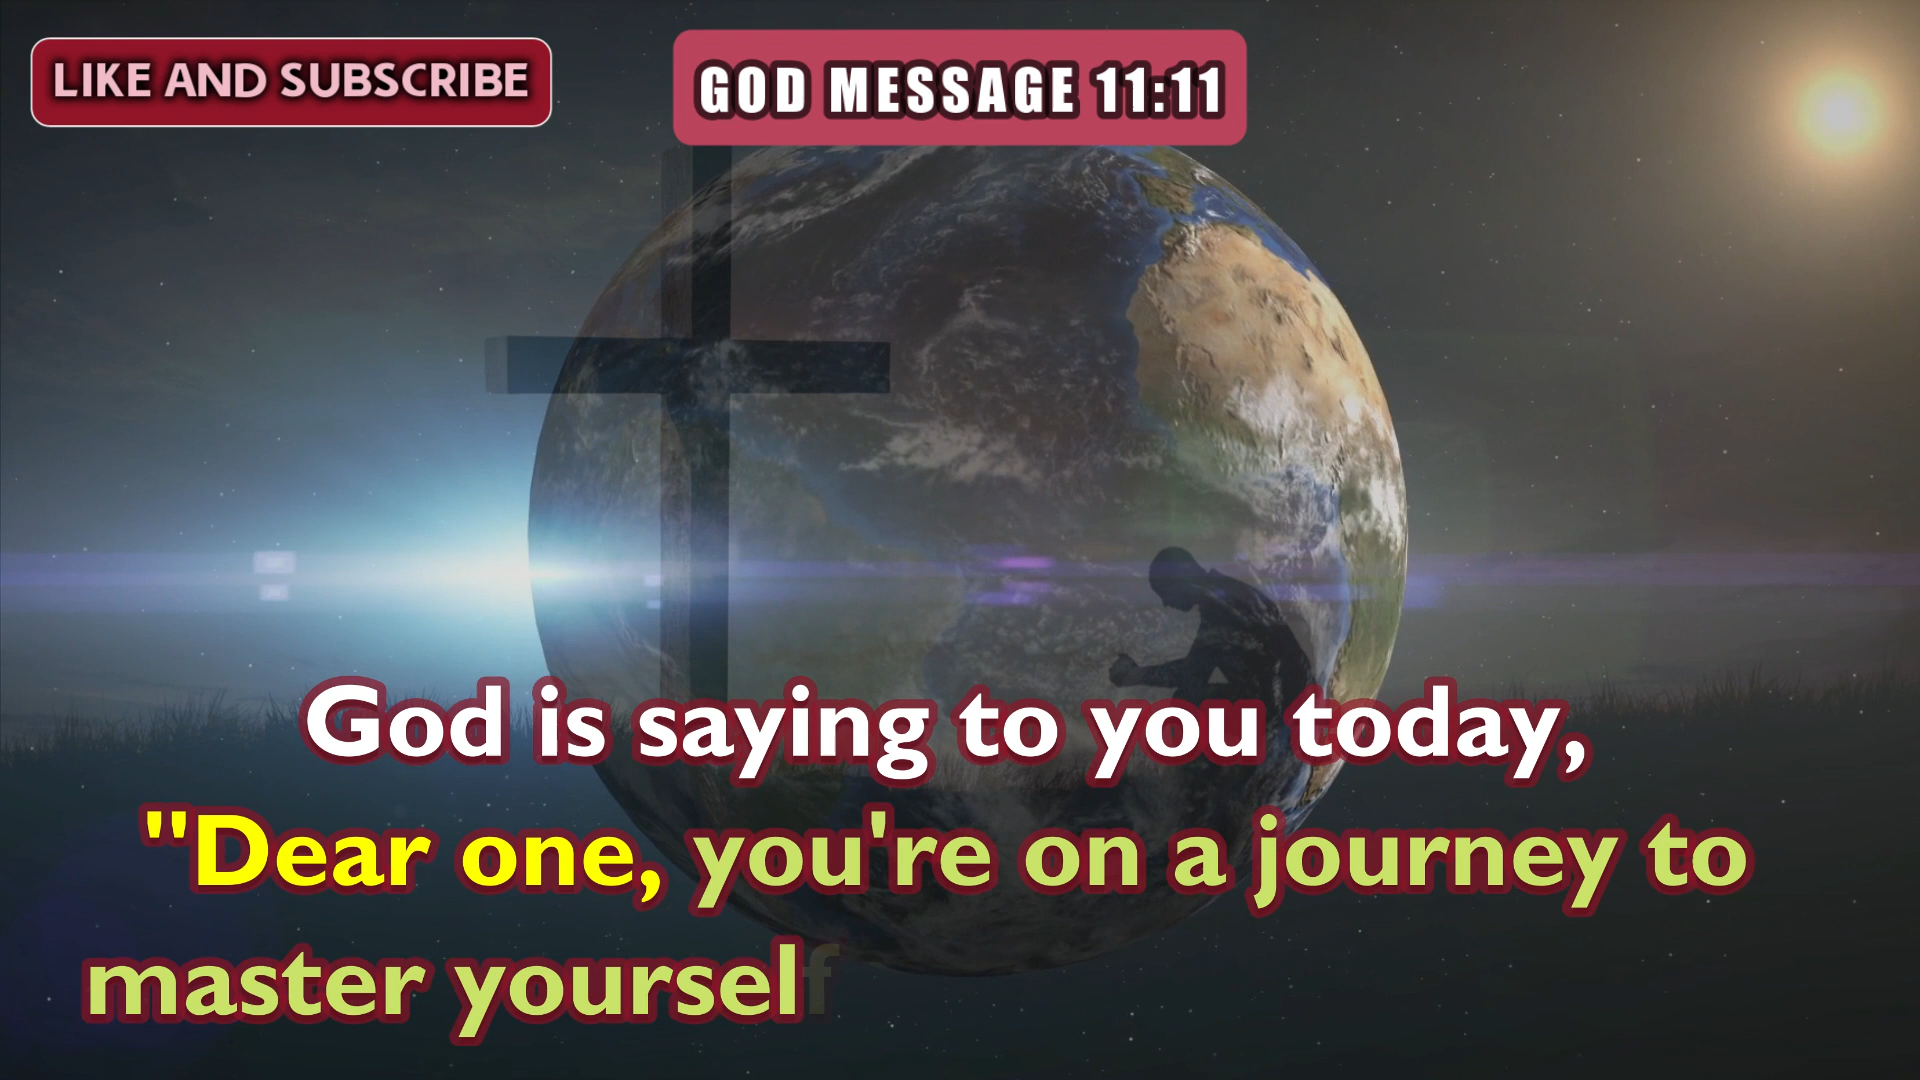 LIKE AND SUBSCRIBE
GOD MESSAGE 11:11
God is saying to you today,
"Dear one, you're on a journey to
master yourself